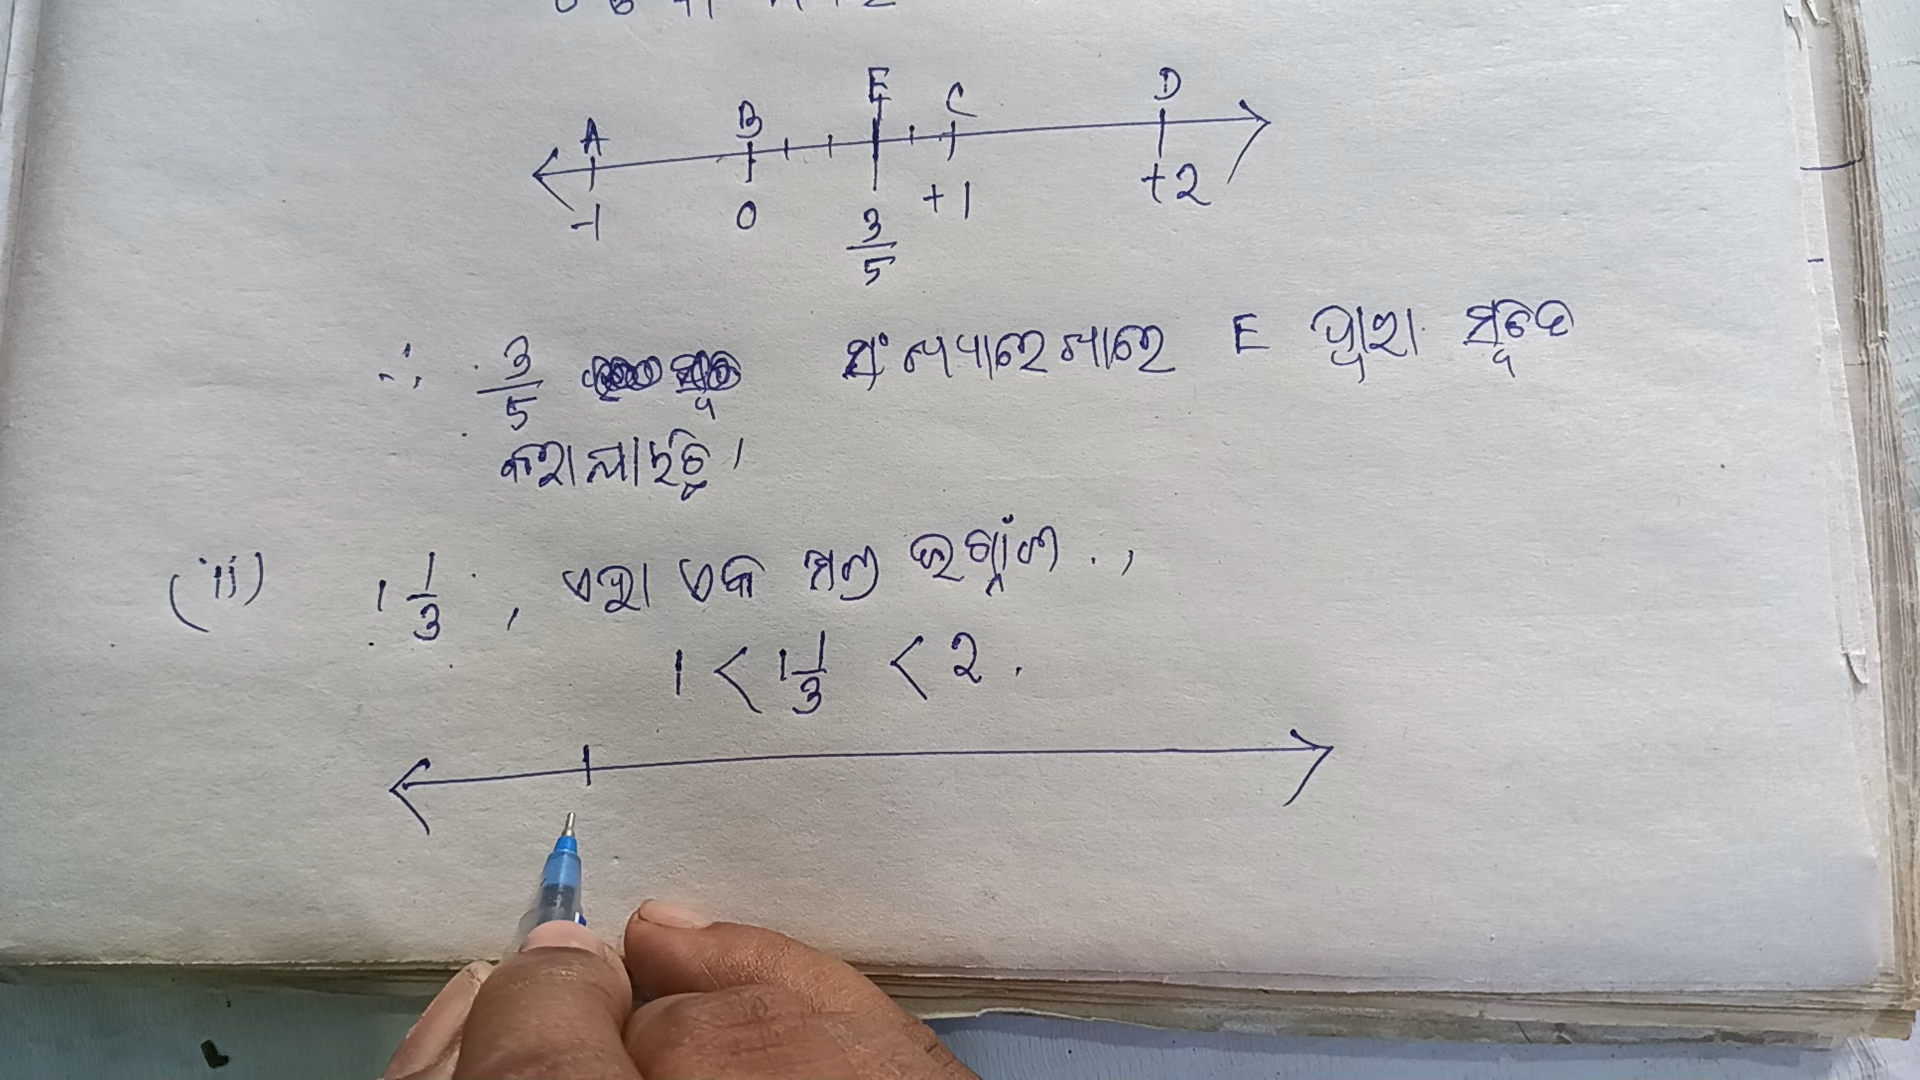 A B E C D
-1 0 3/5 +1 +2
∴ 3/5 ସଂଖ୍ୟାରେଖାରେ E ଦ୍ୱାରା ସୂଚିତ
କରାଯାଇଛି ।
(ii) 1 1/3 , ଏହା ଏକ
1 < 1 1/3 < 2 .